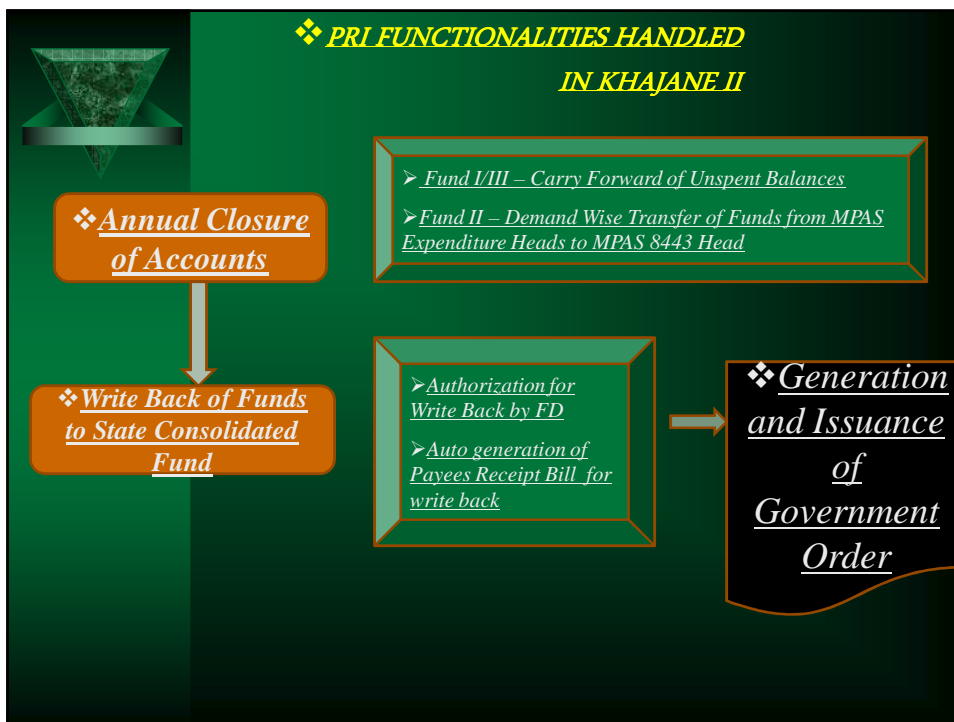 ❖ PRI FUNCTIONALITIES HANDLED
IN KHAJANE II
➢ Fund I/III – Carry Forward of Unspent Balances
➢Fund II – Demand Wise Transfer of Funds from MPAS
Expenditure Heads to MPAS 8443 Head
❖Annual Closure
of Accounts
❖Write Back of Funds
to State Consolidated
Fund
➢Authorization for
Write Back by FD
➢Auto generation of
Payees Receipt Bill for
write back
❖Generation
and Issuance
of
Government
Order